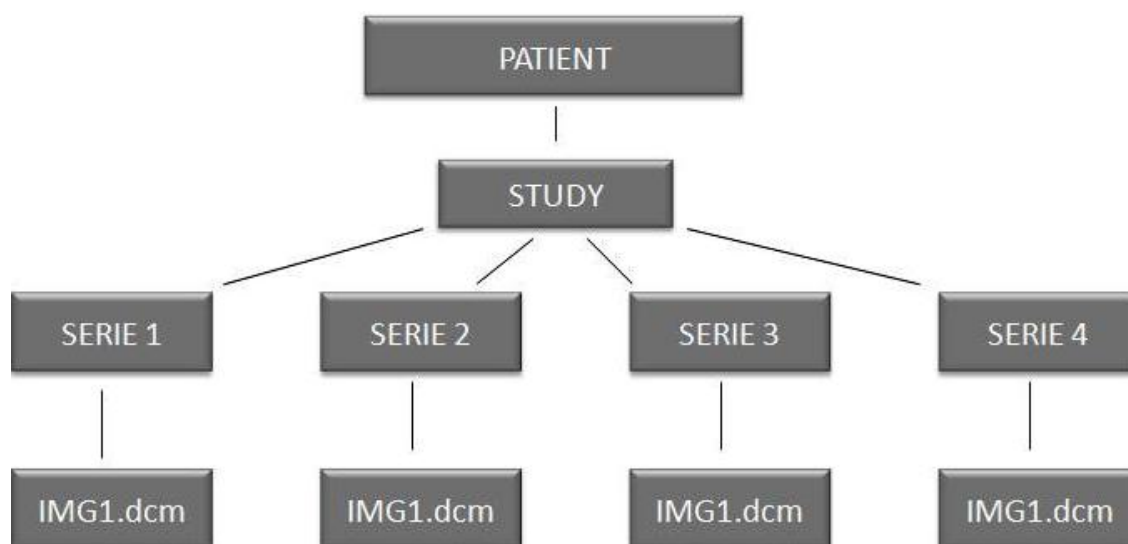 PATIENT
STUDY
SERIE 1
SERIE 2
SERIE 3
SERIE 4
IMG1.dcm
IMG1.dcm
IMG1.dcm
IMG1.dcm